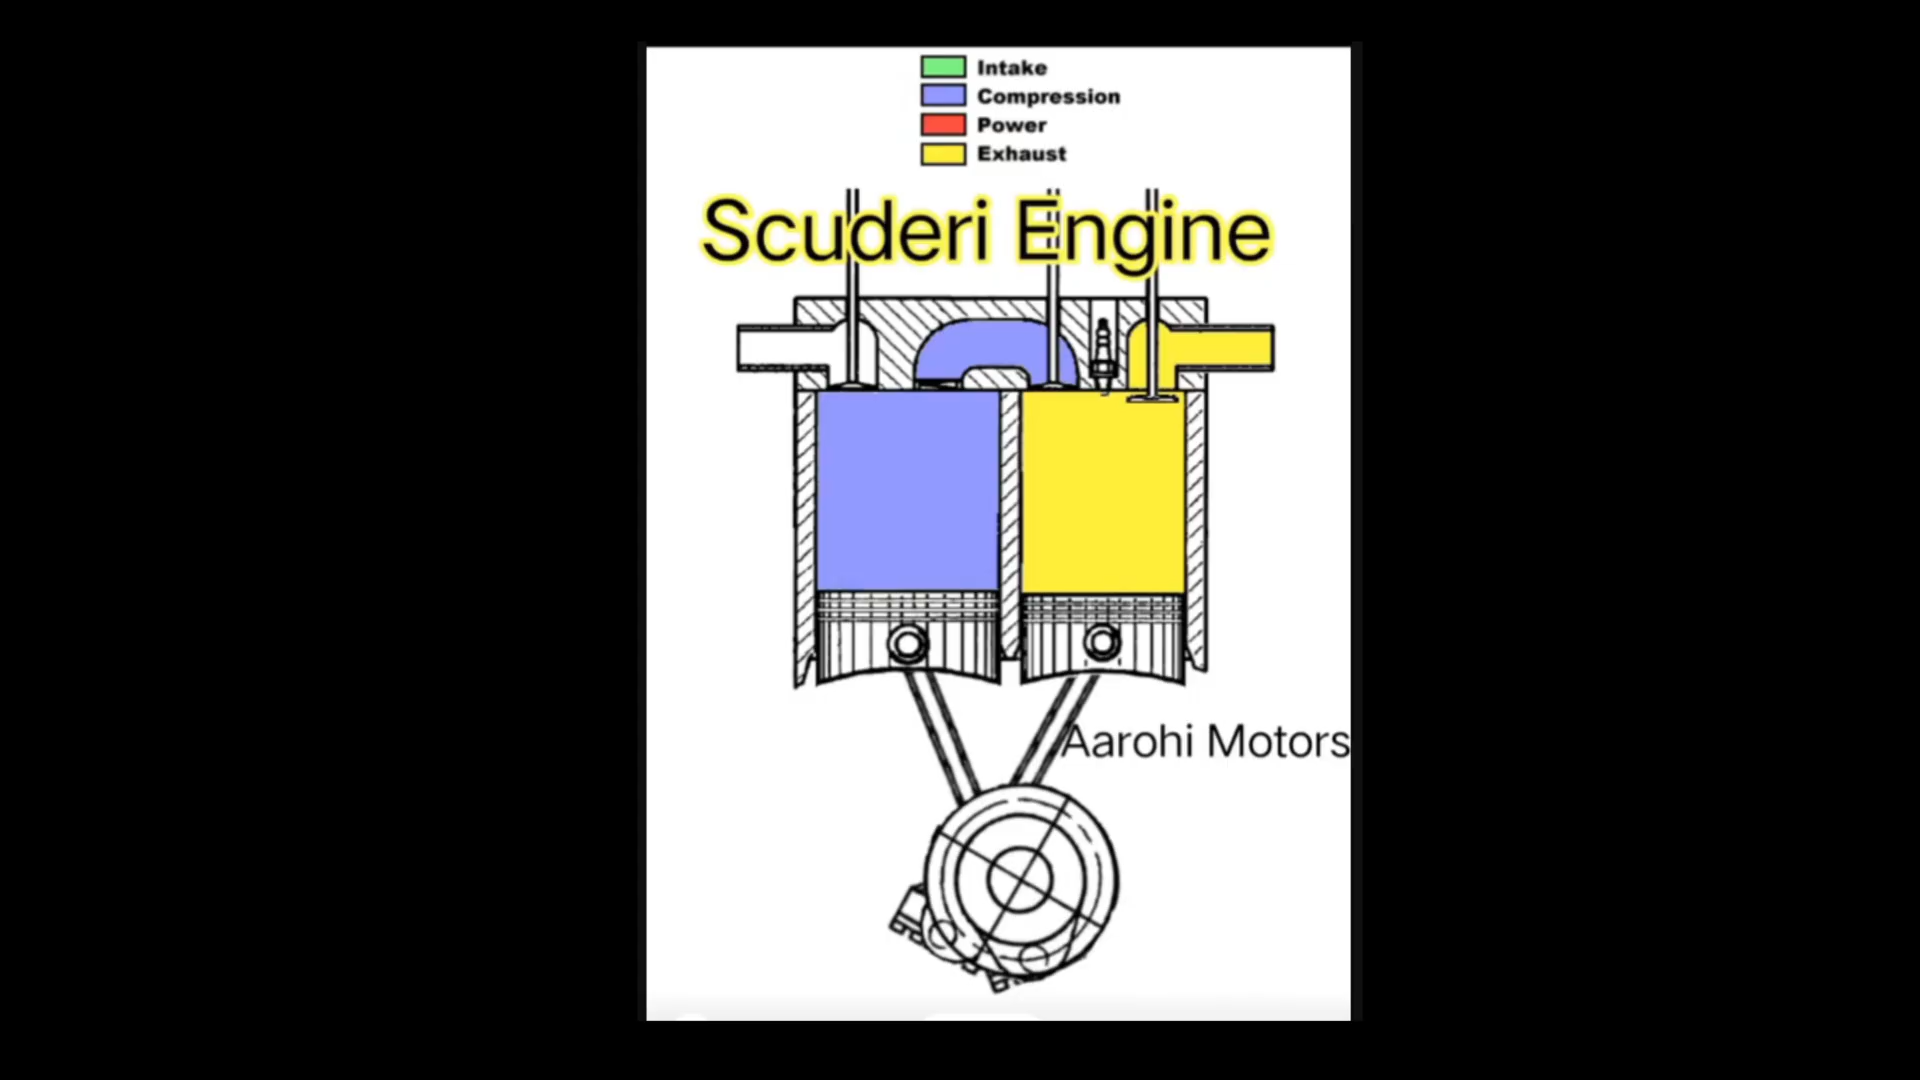 Intake
Compression
Power
Exhaust
Scuderi Engine
Aarohi Motors